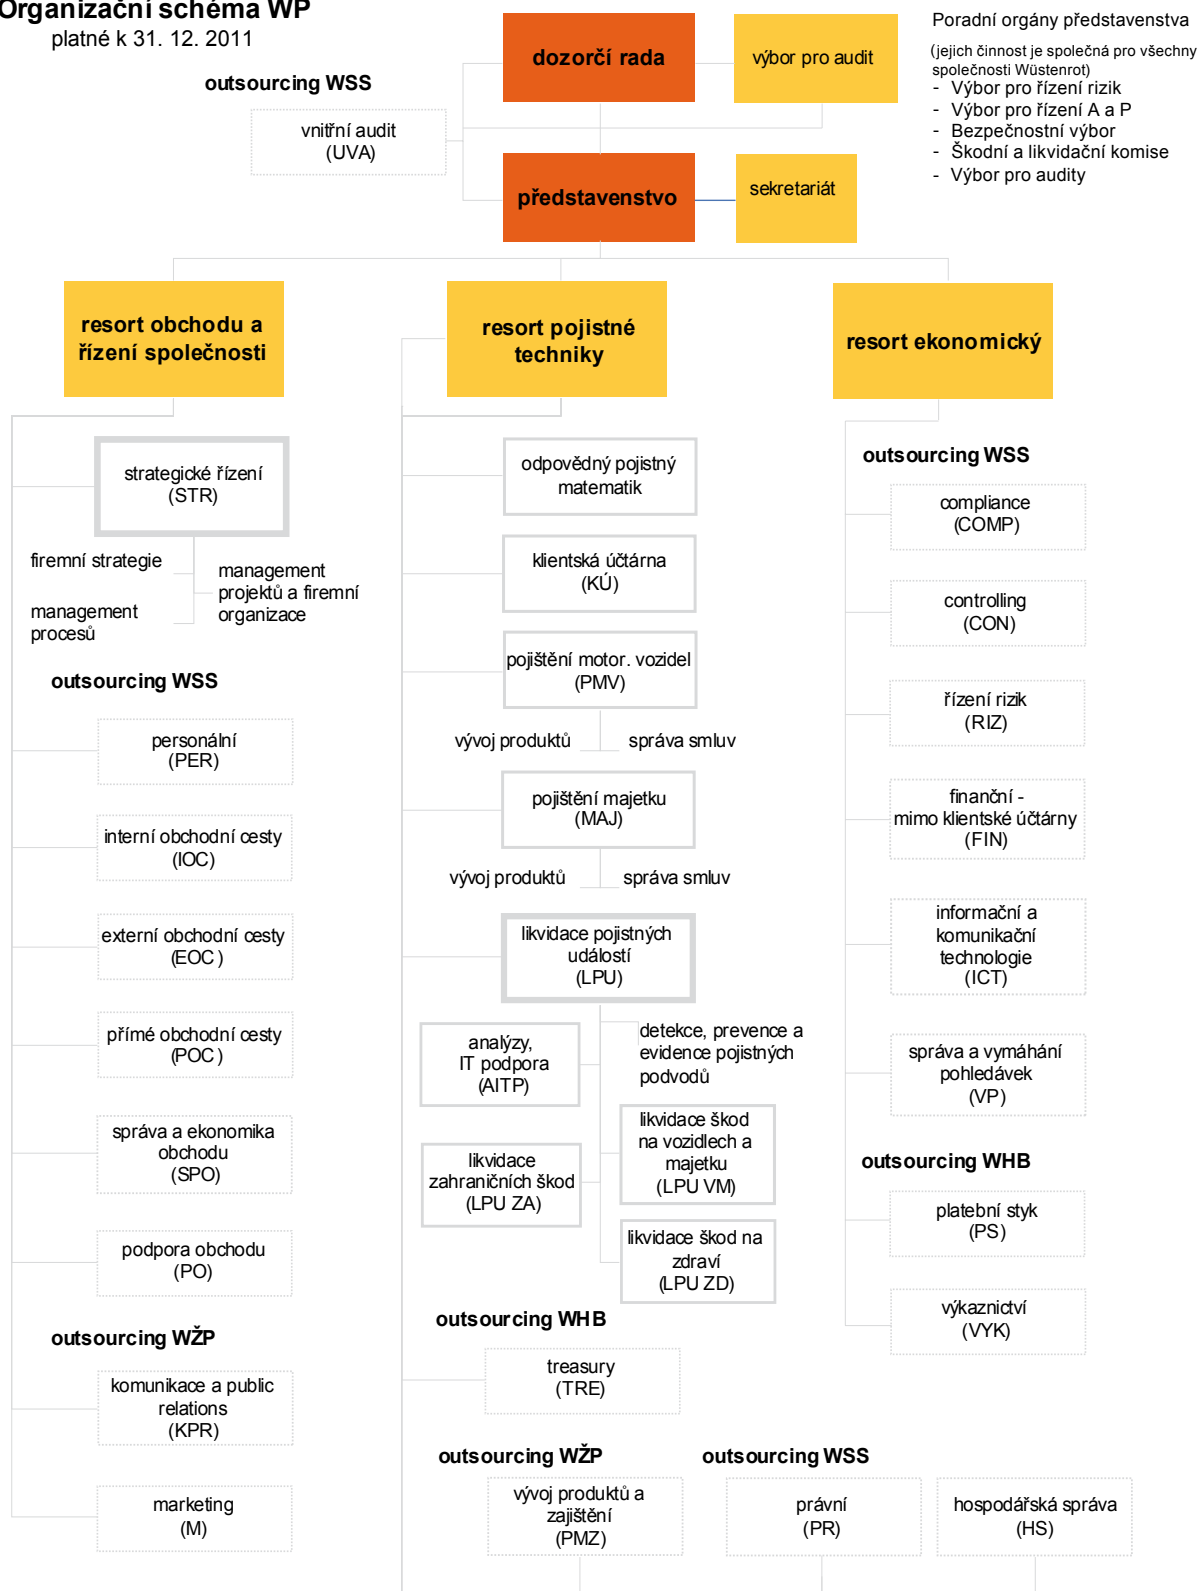 Organizační schéma WP
platné k 31. 12. 2011
outsourcing WSS
vnitřní audit
(UVA)
dozorčí rada
výbor pro audit
představenstvo
sekretariát
Poradní orgány představenstva
(jejich činnost je společná pro všechny
společnosti Wüstenrot)
- Výbor pro řízení rizik
- Výbor pro řízení A a P
- Bezpečnostní výbor
- Škodní a likvidační komise
- Výbor pro audity
resort obchodu a
řízení společnosti
strategické řízení
(STR)
firemní strategie
management
procesů
management
projektů a firemní
organizace
outsourcing WSS
personální
(PER)
interní obchodní cesty
(IOC)
externí obchodní cesty
(EOC )
přímé obchodní cesty
(POC )
správa a ekonomika
obchodu
(SPO)
podpora obchodu
(PO)
outsourcing WŽP
komunikace a public
relations
(KPR)
marketing
(M)
resort pojistné
techniky
odpovědný pojistný
matematik
klientská účtárna
(KÚ)
pojištění motor. vozidel
(PMV)
vývoj produktů
správa smluv
pojištění majetku
(MAJ)
vývoj produktů
správa smluv
likvidace pojistných
událostí
(LPU)
analýzy,
IT podpora
(AITP)
detekce, prevence a
evidence pojistných
podvodů
likvidace
zahraničních škod
(LPU ZA)
likvidace škod
na vozidlech a
majetku
(LPU VM)
likvidace škod na
zdraví
(LPU ZD)
outsourcing WHB
treasury
(TRE)
outsourcing WŽP
vývoj produktů a
zajištění
(PMZ)
outsourcing WSS
právní
(PR)
hospodářská správa
(HS)
resort ekonomický
outsourcing WSS
compliance
(COMP)
controlling
(CON)
řízení rizik
(RIZ)
finanční -
mimo klientské účtárny
(FIN)
informační a
komunikační
technologie
(ICT)
správa a vymáhání
pohledávek
(VP)
outsourcing WHB
platební styk
(PS)
výkaznictví
(VYK)